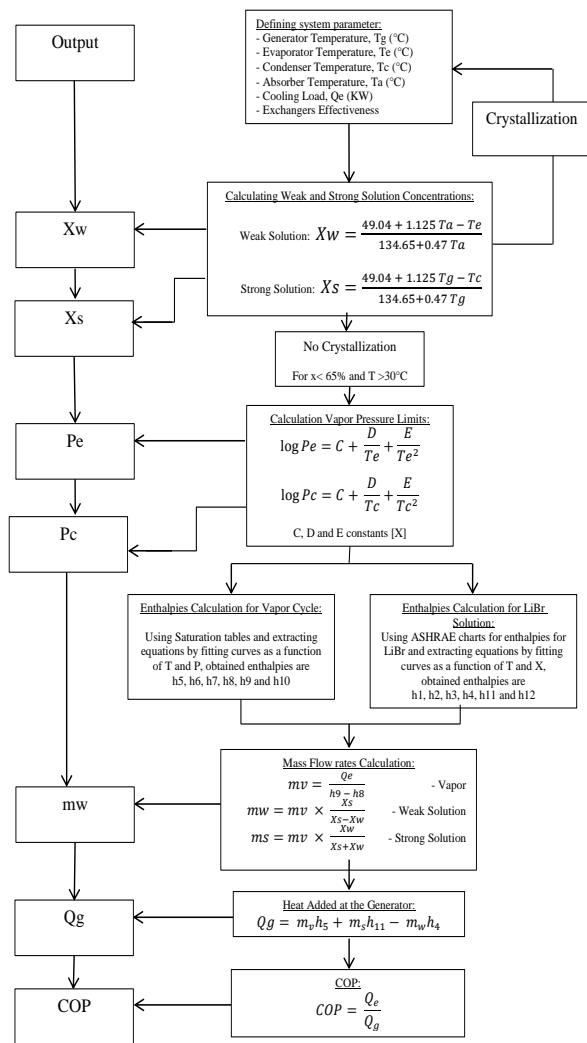 Output
Xw
Xs
Pe
Pc
mw
Qg
COP
Defining system parameter:
- Generator Temperature, Tg (°C)
- Evaporator Temperature, Te (°C)
- Condenser Temperature, Tc (°C)
- Absorber Temperature, Ta (°C)
- Cooling Load, Qe (KW)
- Exchangers Effectiveness
Crystallization
Calculating Weak and Strong Solution Concentrations:
Weak Solution: Xw = (49.04 + 1.125 Ta − Te) / (134.65+0.47 Ta)
Strong Solution: Xs = (49.04 + 1.125 Tg − Tc) / (134.65+0.47 Tg)
No Crystallization
For x< 65% and T >30°C
Calculation Vapor Pressure Limits:
log Pe = C + D/Te + E/Te²
log Pc = C + D/Tc + E/Tc²
C, D and E constants [X]
Enthalpies Calculation for Vapor Cycle:
Using Saturation tables and extracting
equations by fitting curves as a function
of T and P, obtained enthalpies are
h5, h6, h7, h8, h9 and h10
Enthalpies Calculation for LiBr
Solution:
Using ASHRAE charts for enthalpies for
LiBr and extracting equations by fitting
curves as a function of T and X,
obtained enthalpies are
h1, h2, h3, h4, h11 and h12
Mass Flow rates Calculation:
mv = Qe / (h9 − h8) - Vapor
mw = mv × Xs / (Xs−Xw) - Weak Solution
ms = mv × Xw / (Xs+Xw) - Strong Solution
Heat Added at the Generator:
Qg = mᵥh₅ + mₛh₁₁ − m_wh₄
COP:
COP = Qₑ / Q_g